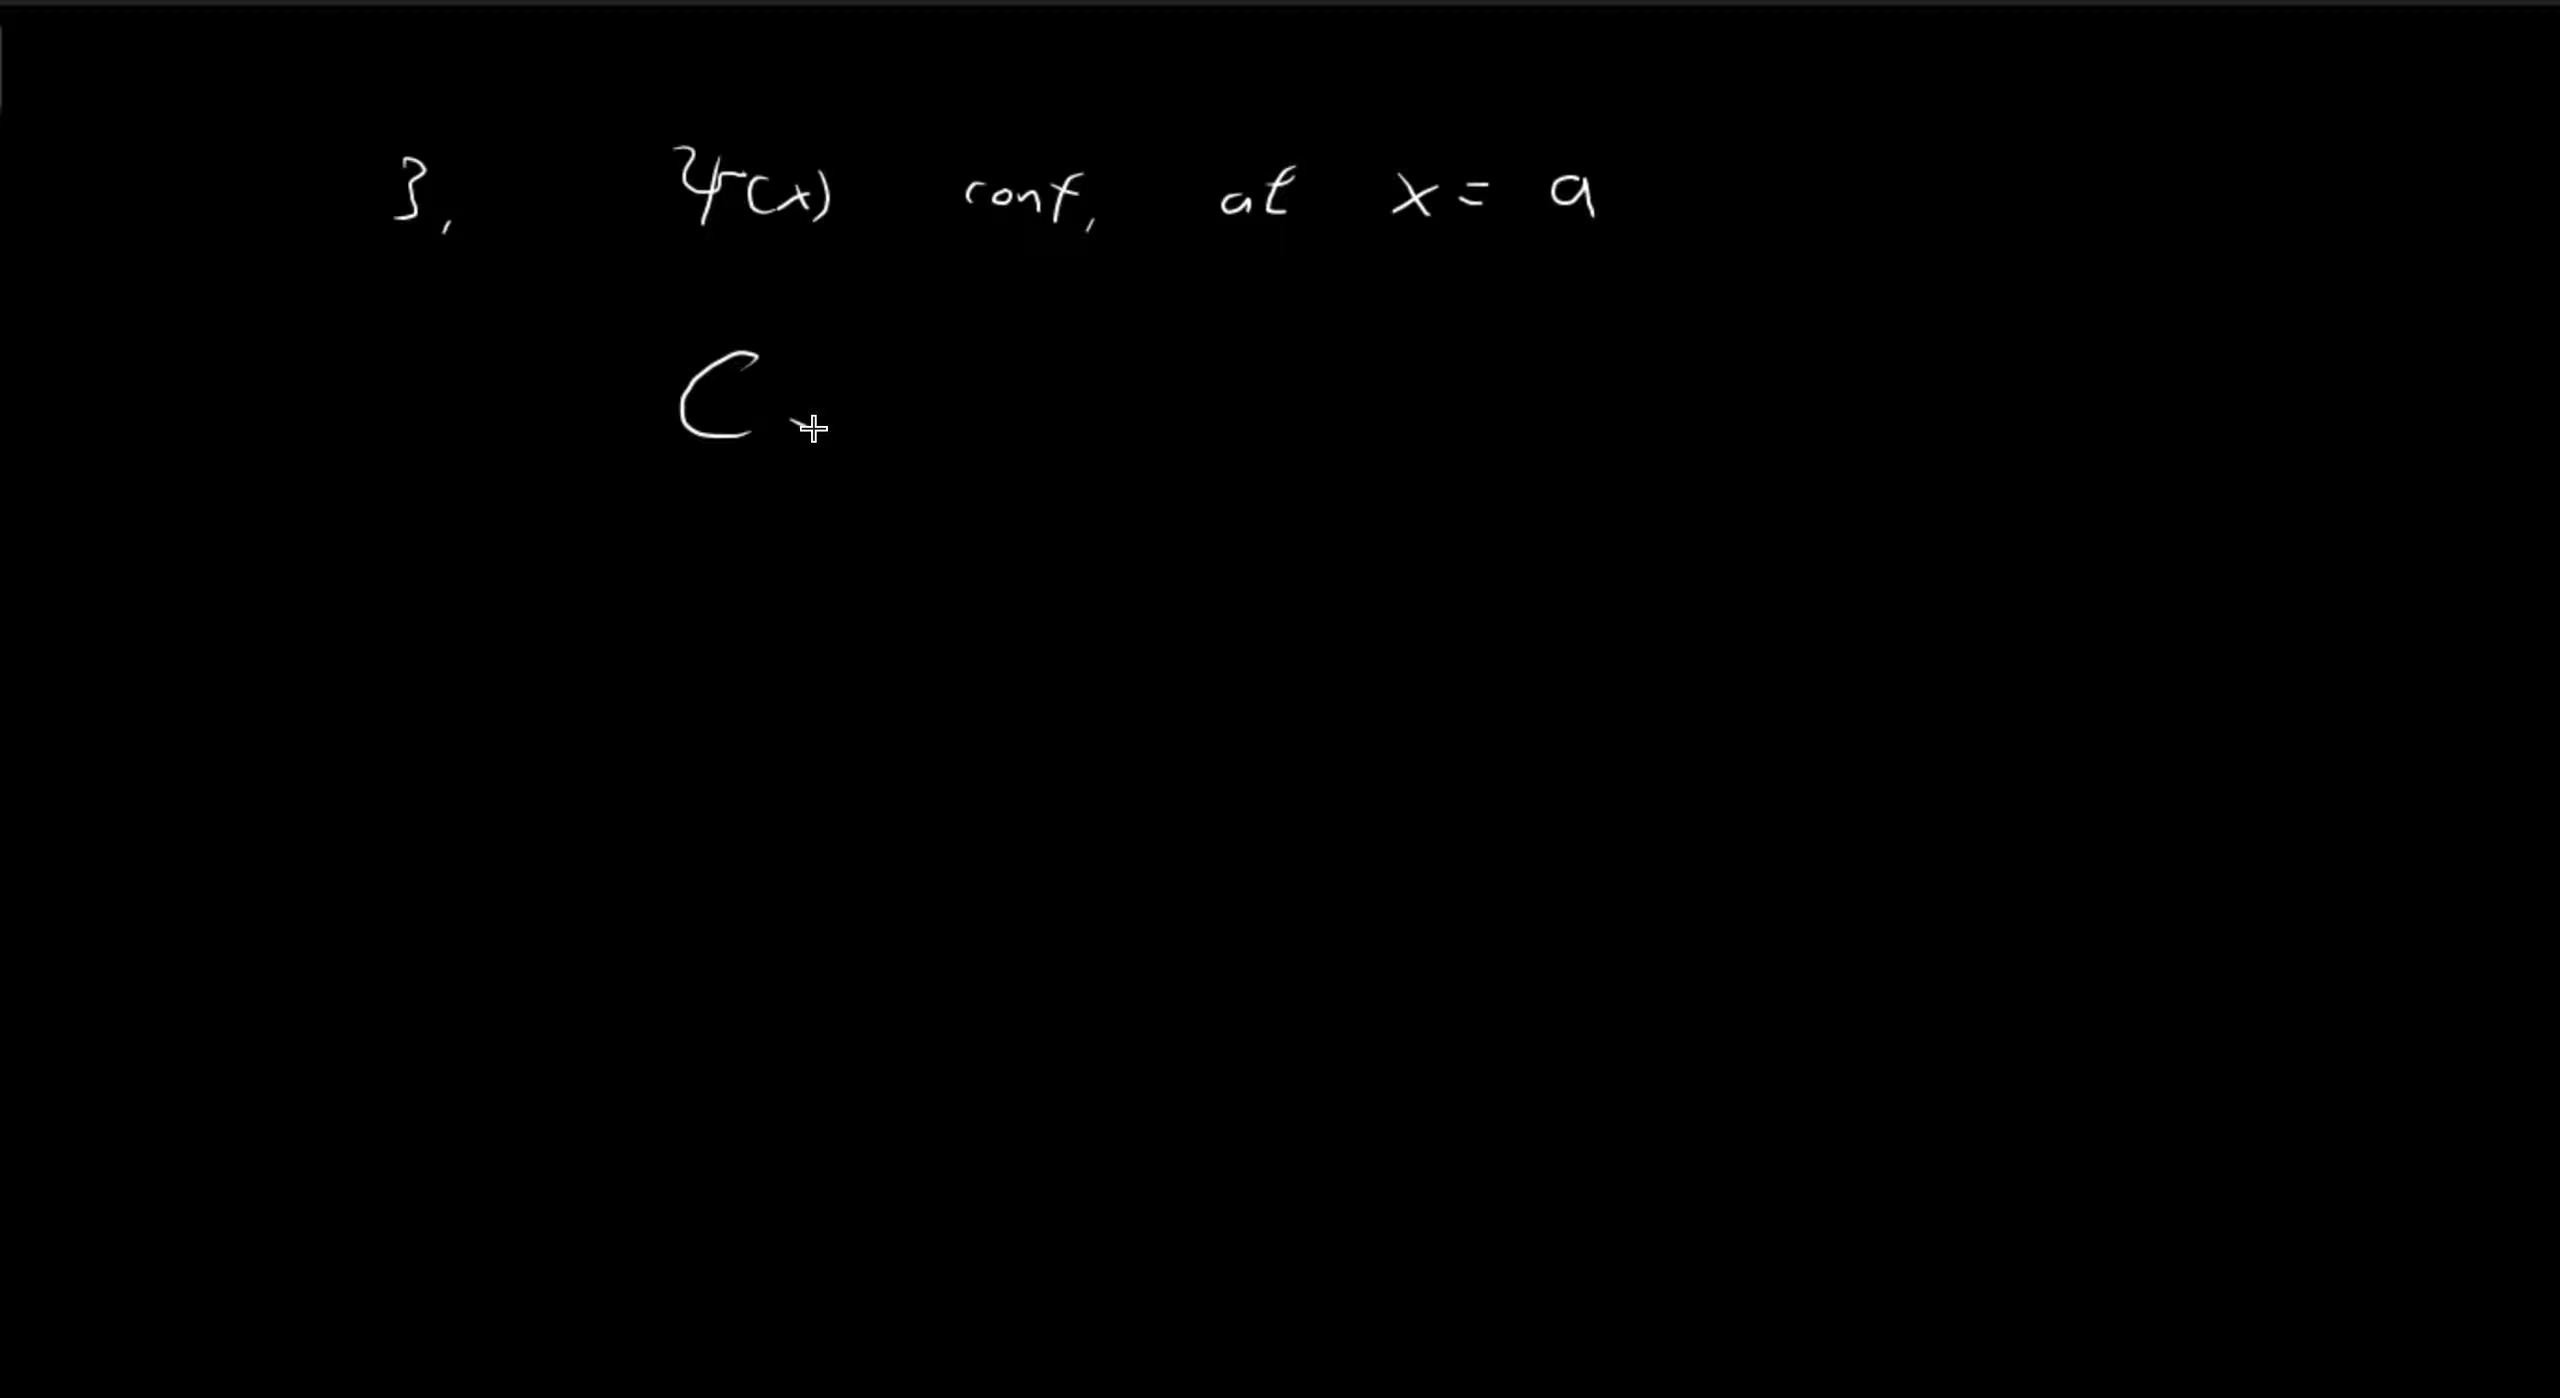 3. Ψ(x) cont. at x = a
C